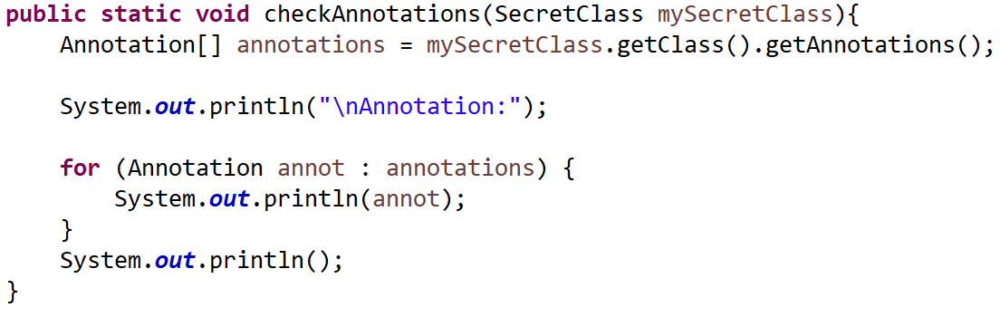 public static void checkAnnotations(SecretClass mySecretClass){
    Annotation[] annotations = mySecretClass.getClass().getAnnotations();

    System.out.println("\nAnnotation:");

    for (Annotation annot : annotations) {
        System.out.println(annot);
    }
    System.out.println();
}